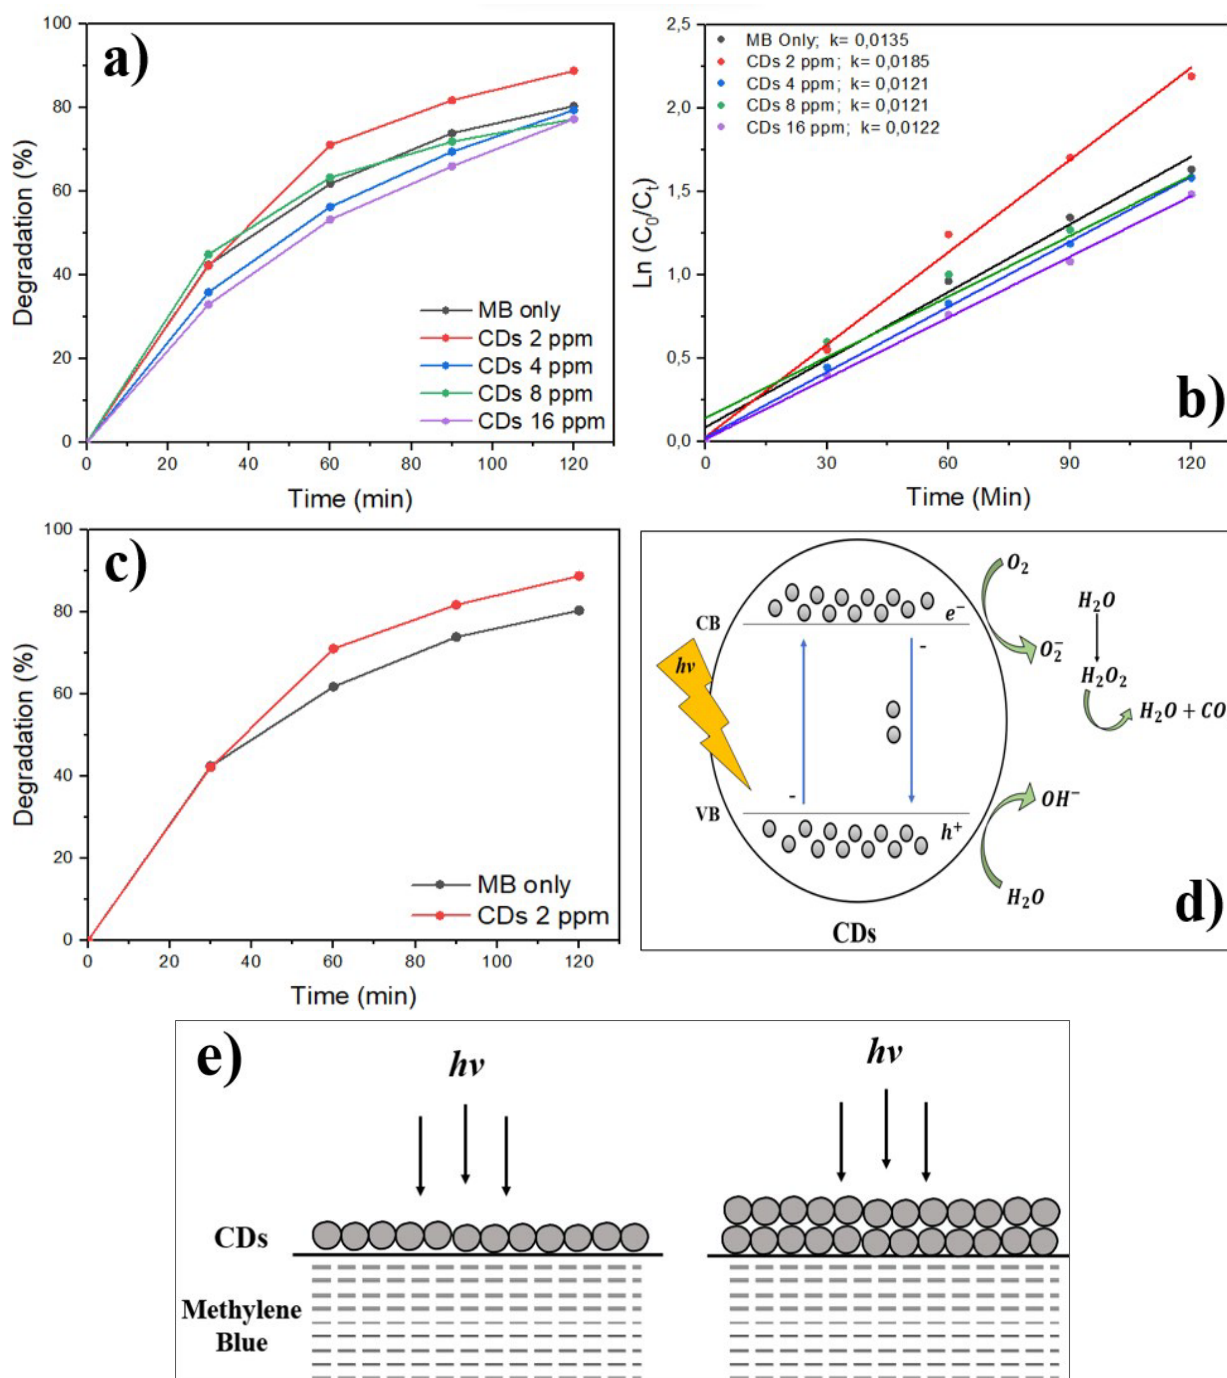 a)
Degradation (%)
100
80
60
40
20
0
MB only
CDs 2 ppm
CDs 4 ppm
CDs 8 ppm
CDs 16 ppm
0 20 40 60 80 100 120
Time (min)
b)
Ln (C₀/Cₜ)
2,5
2,0
1,5
1,0
0,5
0,0
MB Only; k= 0,0135
CDs 2 ppm; k= 0,0185
CDs 4 ppm; k= 0,0121
CDs 8 ppm; k= 0,0121
CDs 16 ppm; k= 0,0122
0 30 60 90 120
Time (Min)
c)
Degradation (%)
100
80
60
40
20
0
MB only
CDs 2 ppm
0 20 40 60 80 100 120
Time (min)
d)
CB
e⁻
hν
-
-
VB
h⁺
CDs
O₂
O₂⁻
H₂O
H₂O₂
H₂O + CO
OH⁻
H₂O
e)
hν
hν
CDs
Methylene
Blue